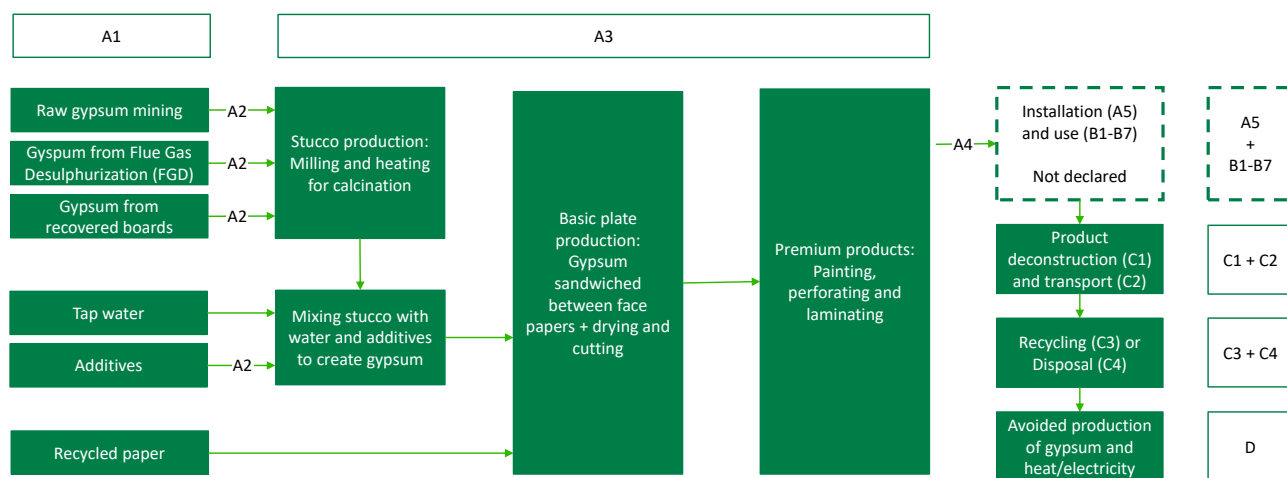 A1
A3
Raw gypsum mining
A2
Gyspum from Flue Gas
Desulphurization (FGD)
A2
Gypsum from
recovered boards
A2
Tap water
Additives
A2
Recycled paper
Stucco production:
Milling and heating
for calcination
Mixing stucco with
water and additives
to create gypsum
Basic plate
production:
Gypsum
sandwiched
between face
papers + drying and
cutting
Premium products:
Painting,
perforating and
laminating
A4
Installation (A5)
and use (B1-B7)
Not declared
A5
+
B1-B7
Product
deconstruction (C1)
and transport (C2)
C1 + C2
Recycling (C3) or
Disposal (C4)
C3 + C4
Avoided production
of gypsum and
heat/electricity
D